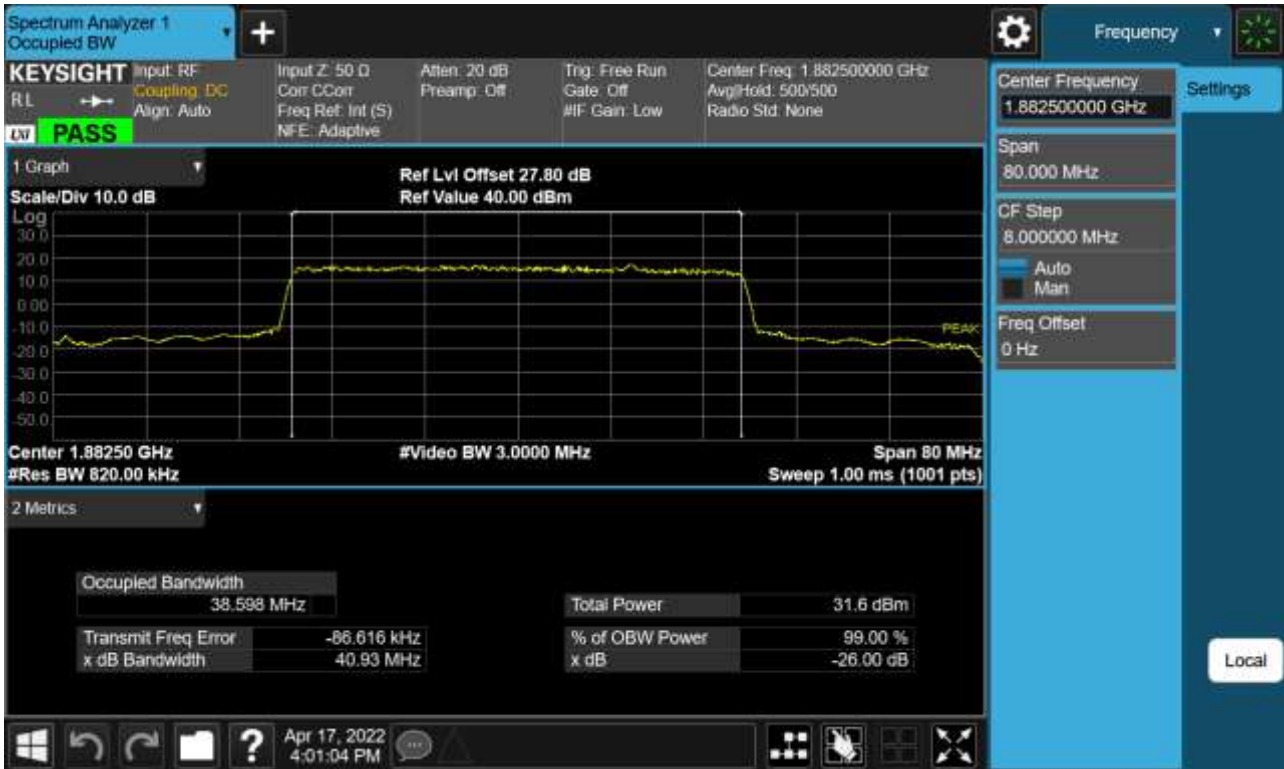 Spectrum Analyzer 1
Occupied BW
Frequency
KEYSIGHT
RL
LXI
PASS
Input: RF
Coupling: DC
Align: Auto
Input Z: 50 Ω
Corr CCorr
Freq Ref: Int (S)
NFE: Adaptive
Atten: 20 dB
Preamp: Off
Trig: Free Run
Gate: Off
#IF Gain: Low
Center Freq: 1.882500000 GHz
Avg|Hold: 500/500
Radio Std: None
Center Frequency
1.882500000 GHz
Settings
Span
80.000 MHz
CF Step
8.000000 MHz
Auto
Man
Freq Offset
0 Hz
1 Graph
Scale/Div 10.0 dB
Ref Lvl Offset 27.80 dB
Ref Value 40.00 dBm
Log
30.0
20.0
10.0
0.00
-10.0
-20.0
-30.0
-40.0
-50.0
PEAK
Center 1.88250 GHz
#Video BW 3.0000 MHz
Span 80 MHz
#Res BW 820.00 kHz
Sweep 1.00 ms (1001 pts)
2 Metrics
Occupied Bandwidth
38.598 MHz
Total Power 31.6 dBm
Transmit Freq Error -86.616 kHz
% of OBW Power 99.00 %
x dB Bandwidth 40.93 MHz
x dB -26.00 dB
Local
?
Apr 17, 2022
4:01:04 PM